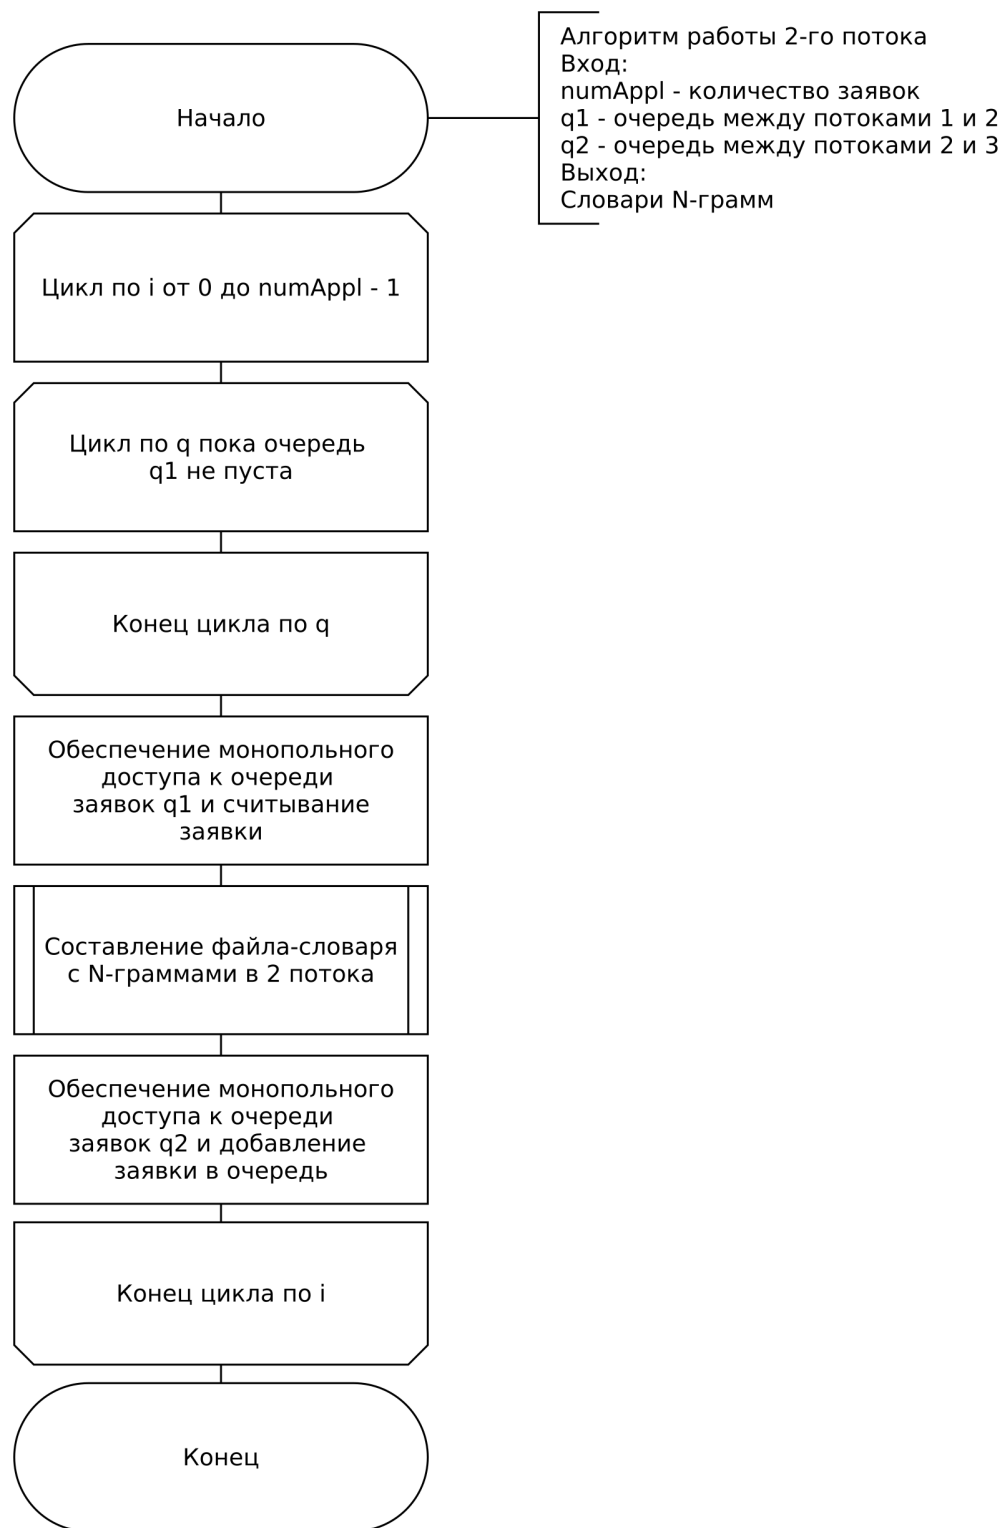 Начало
Алгоритм работы 2-го потока
Вход:
numAppl - количество заявок
q1 - очередь между потоками 1 и 2
q2 - очередь между потоками 2 и 3
Выход:
Словари N-грамм
Цикл по i от 0 до numAppl - 1
Цикл по q пока очередь
q1 не пуста
Конец цикла по q
Обеспечение монопольного
доступа к очереди
заявок q1 и считывание
заявки
Составление файла-словаря
с N-граммами в 2 потока
Обеспечение монопольного
доступа к очереди
заявок q2 и добавление
заявки в очередь
Конец цикла по i
Конец